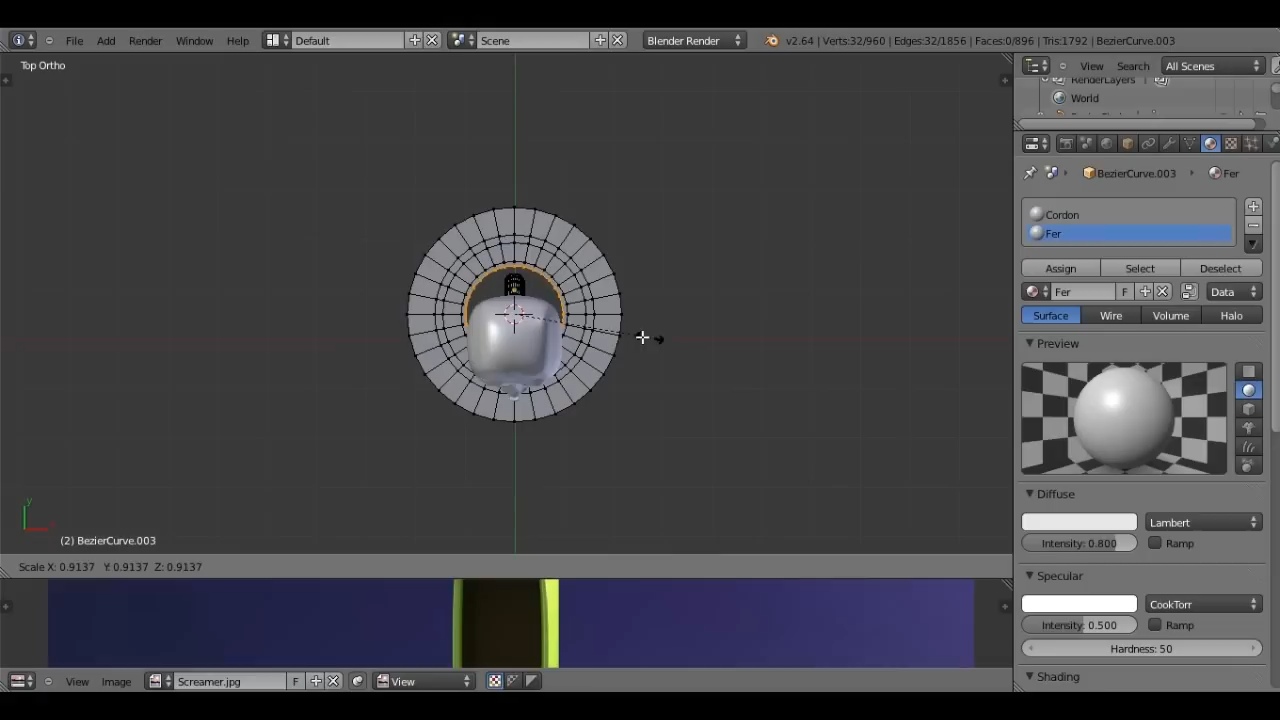 File Add Render Window Help Default Scene Blender Render v2.64 | Verts:32/960 | Edges:32/1856 | Faces:0/896 | Tris:1792 | BezierCurve.003
Top Ortho
View Search All Scenes
RenderLayers
World
BezierCurve.003 Fer
Cordon
Fer
Assign Select Deselect
Fer F Data
Surface Wire Volume Halo
Preview
Diffuse
Lambert
Intensity: 0.800 Ramp
Specular
CookTorr
Intensity: 0.500 Ramp
Hardness: 50
Shading
y
(2) BezierCurve.003
Scale X: 0.9137 Y: 0.9137 Z: 0.9137
View Image Screamer.jpg F View